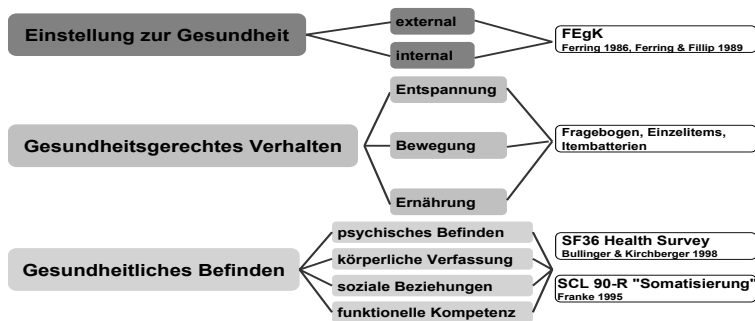 Einstellung zur Gesundheit
external
internal
FEgK
Ferring 1986, Ferring & Fillip 1989
Gesundheitsgerechtes Verhalten
Entspannung
Bewegung
Ernährung
Fragebogen, Einzelitems,
Itembatterien
Gesundheitliches Befinden
psychisches Befinden
körperliche Verfassung
soziale Beziehungen
funktionelle Kompetenz
SF36 Health Survey
Bullinger & Kirchberger 1998
SCL 90-R "Somatisierung"
Franke 1995